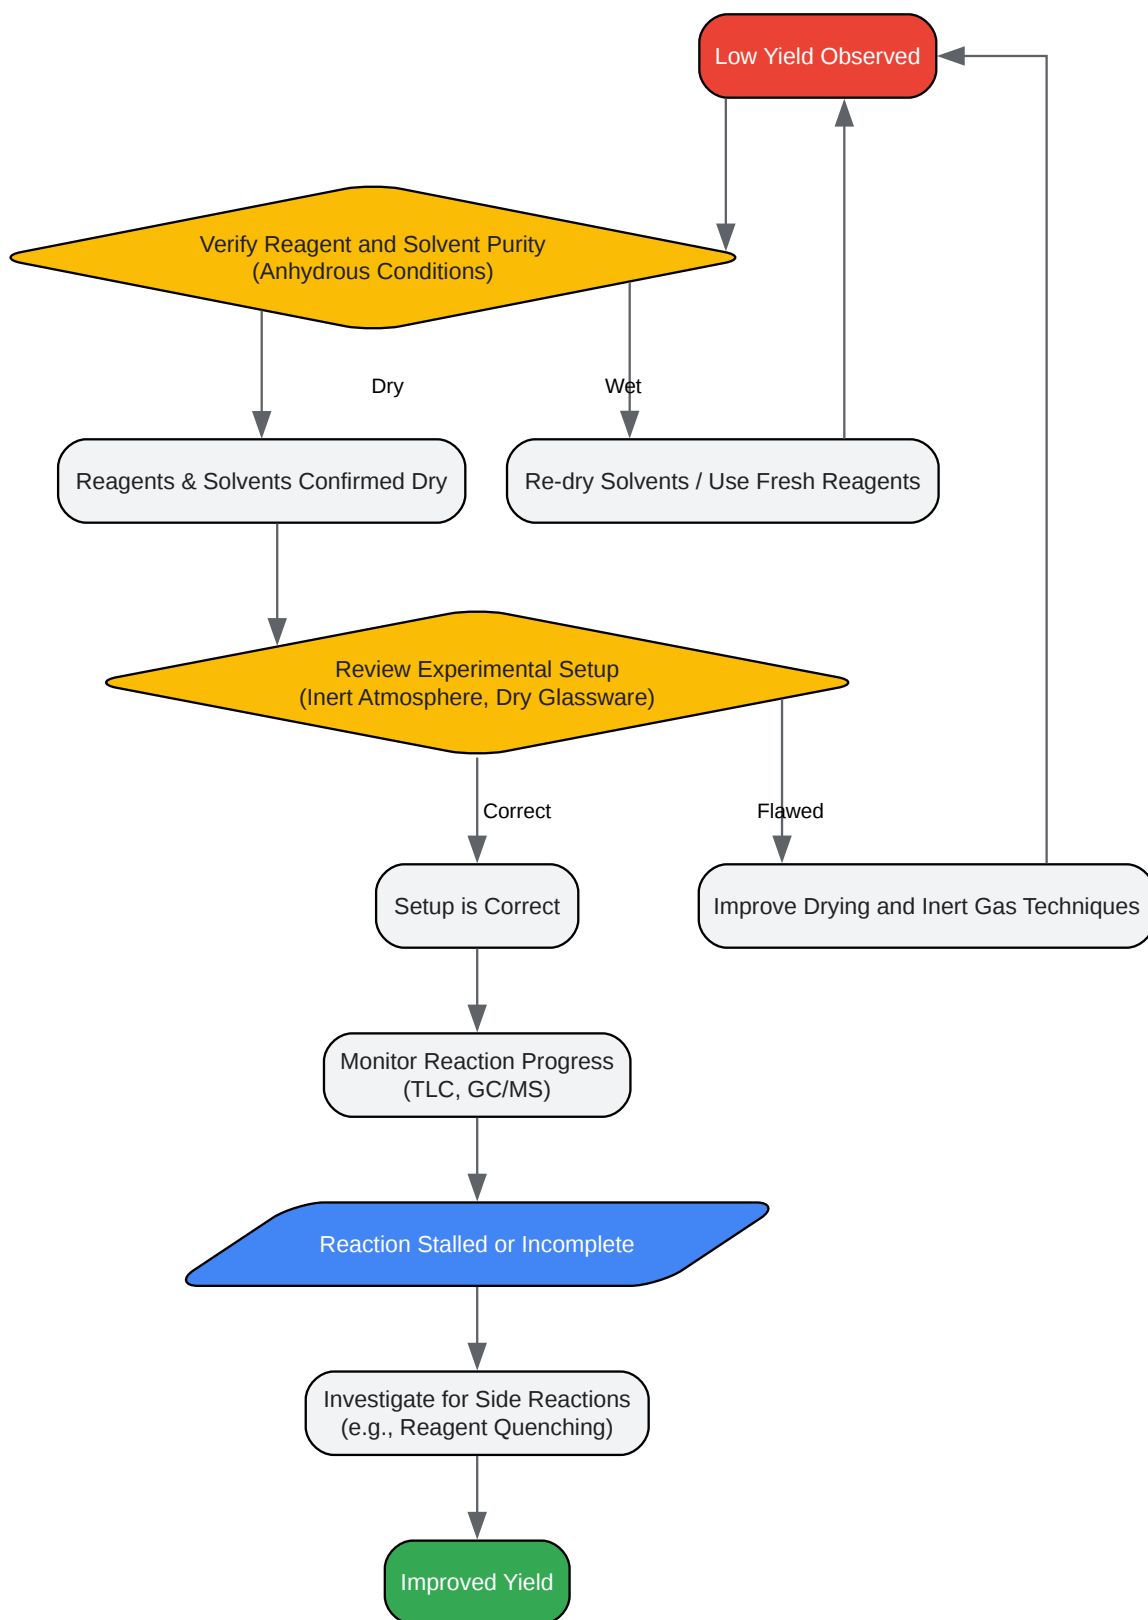 Low Yield Observed
Verify Reagent and Solvent Purity
(Anhydrous Conditions)
Dry
Wet
Reagents & Solvents Confirmed Dry
Re-dry Solvents / Use Fresh Reagents
Review Experimental Setup
(Inert Atmosphere, Dry Glassware)
Correct
Flawed
Setup is Correct
Improve Drying and Inert Gas Techniques
Monitor Reaction Progress
(TLC, GC/MS)
Reaction Stalled or Incomplete
Investigate for Side Reactions
(e.g., Reagent Quenching)
Improved Yield